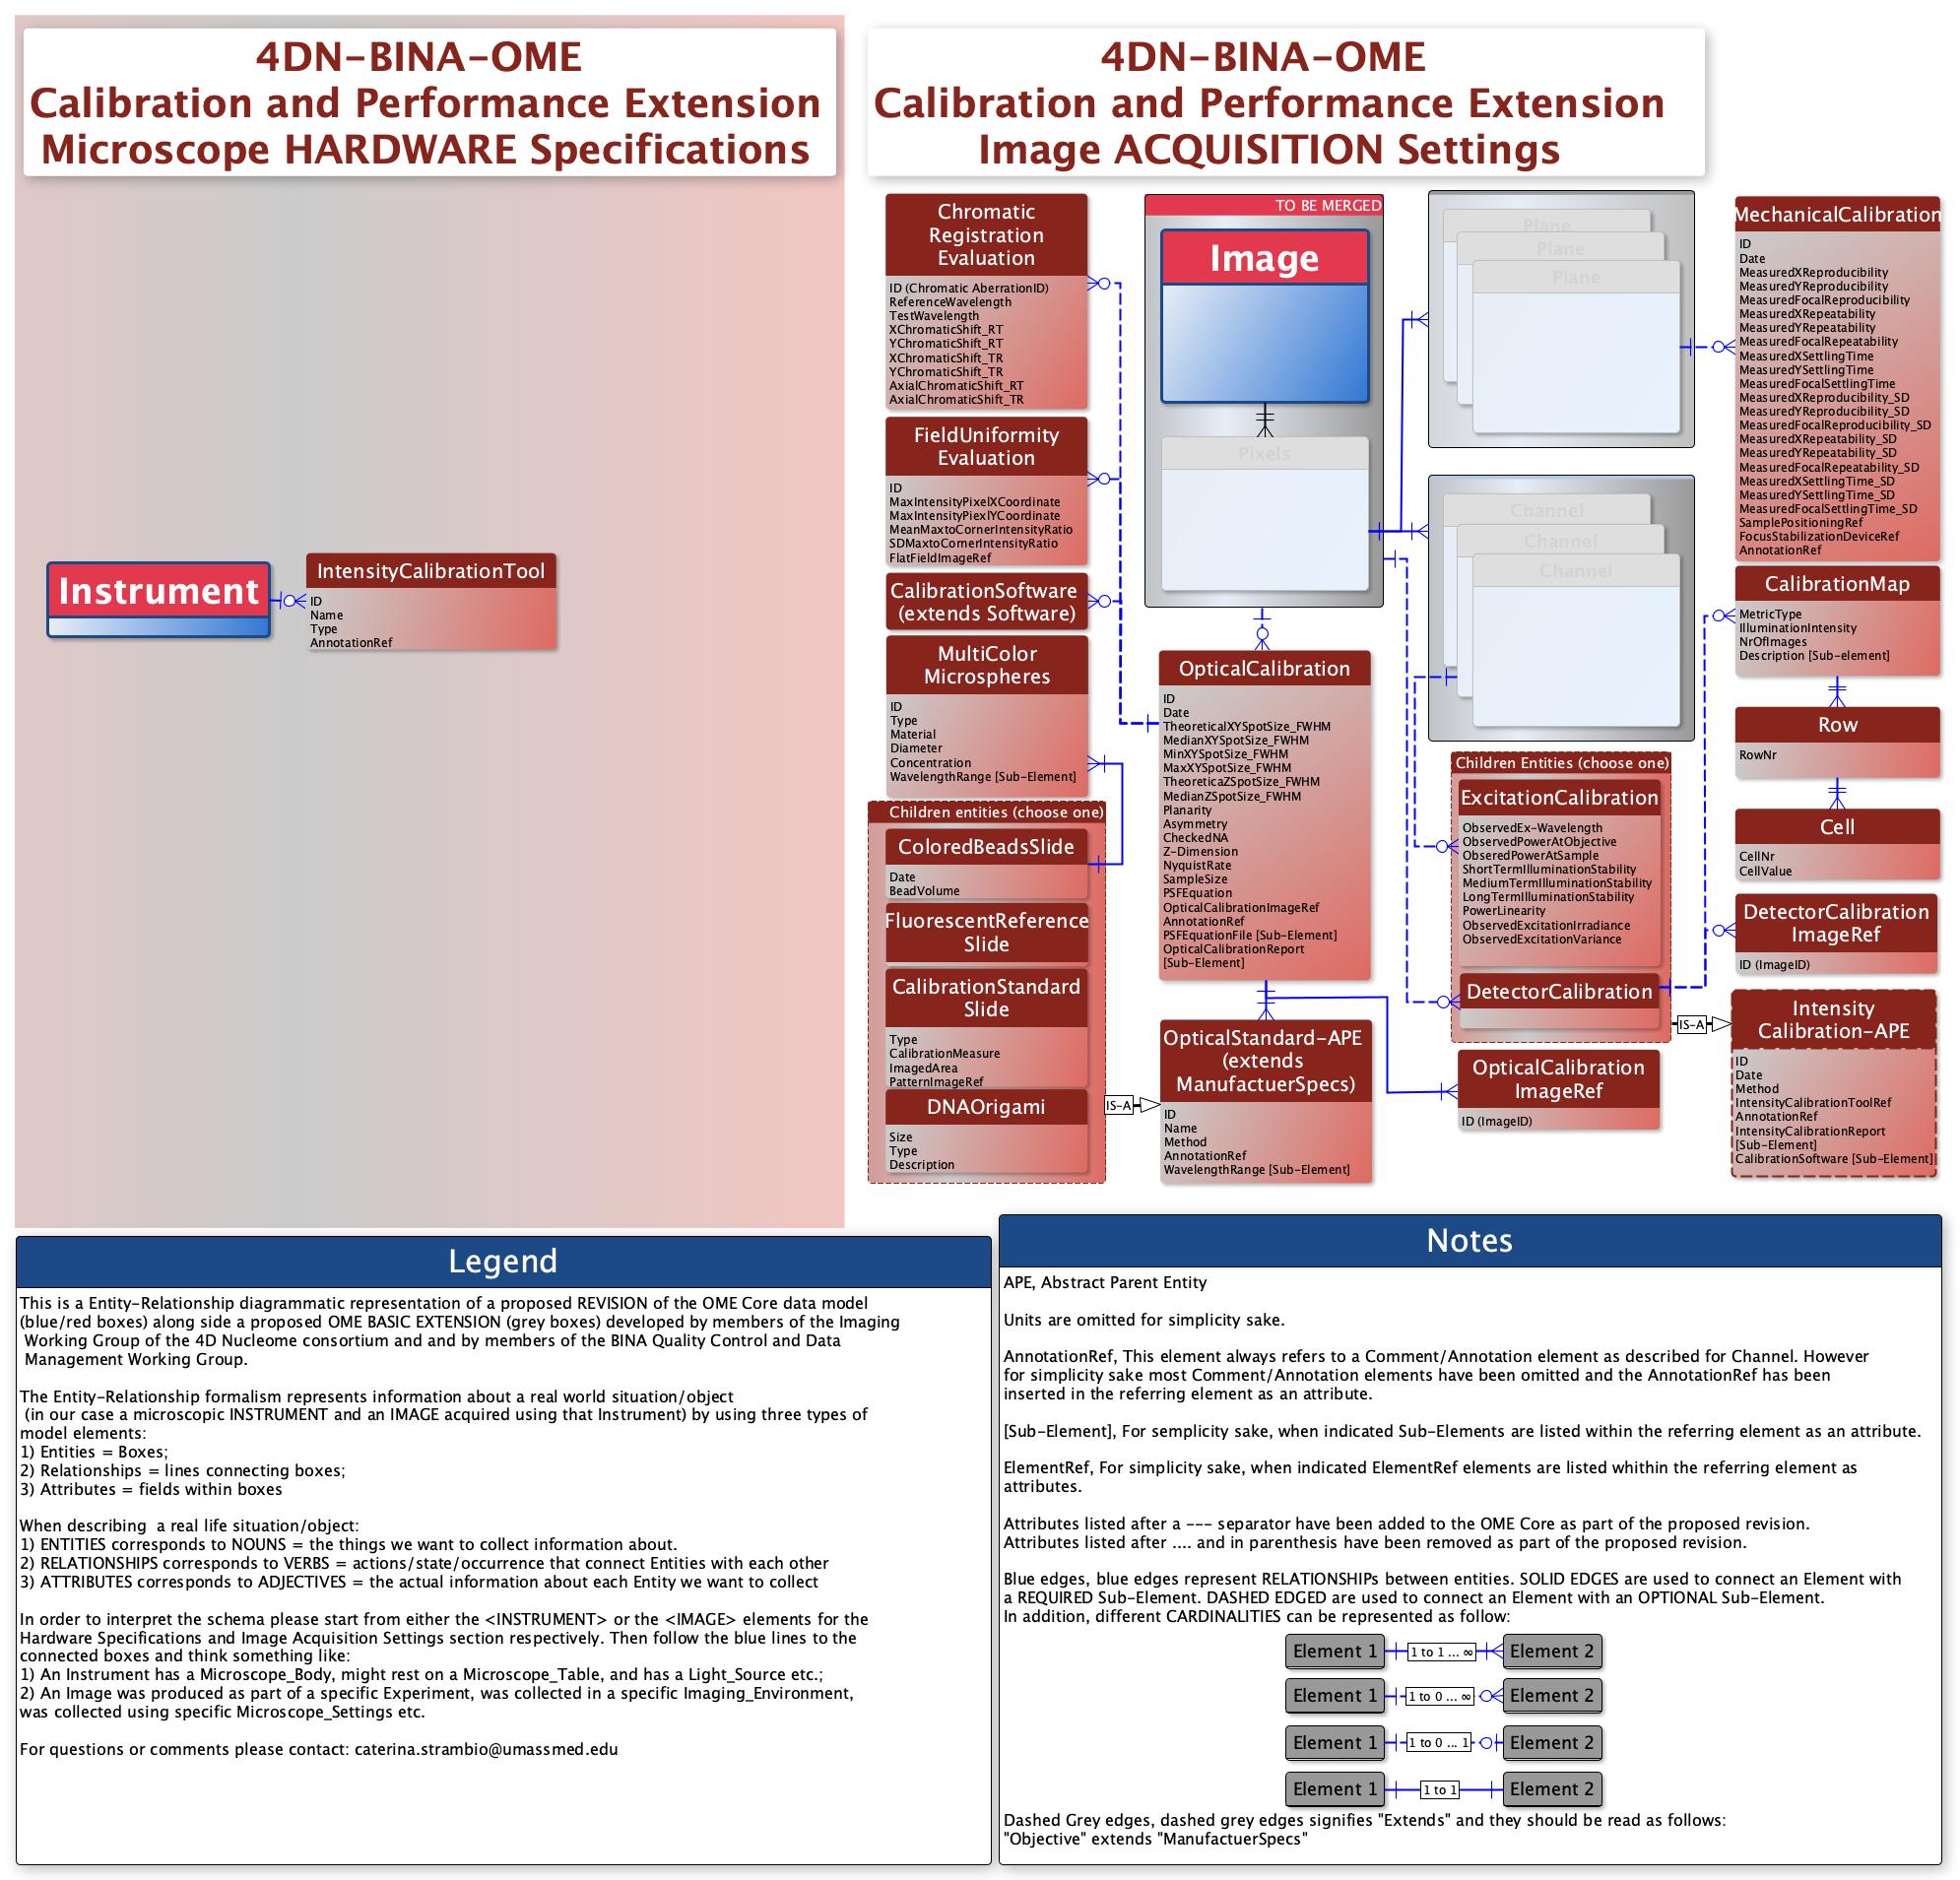 4DN-BINA-OME
Calibration and Performance Extension
Microscope HARDWARE Specifications
4DN-BINA-OME
Calibration and Performance Extension
Image ACQUISITION Settings
Instrument
IntensityCalibrationTool
ID
Name
Type
AnnotationRef
Chromatic
Registration
Evaluation
ID (Chromatic AberrationID)
ReferenceWavelength
TestWavelength
XChromaticShift_RT
YChromaticShift_RT
XChromaticShift_TR
YChromaticShift_TR
AxialChromaticShift_RT
AxialChromaticShift_TR
FieldUniformity
Evaluation
ID
MaxIntensityPixelXCoordinate
MaxIntensityPiexlYCoordinate
MeanMaxtoCornerIntensityRatio
SDMaxtoCornerIntensityRatio
FlatFieldImageRef
CalibrationSoftware
(extends Software)
MultiColor
Microspheres
ID
Type
Material
Diameter
Concentration
WavelengthRange [Sub-Element]
Children entities (choose one)
ColoredBeadsSlide
Date
BeadVolume
FluorescentReference
Slide
CalibrationStandard
Slide
Type
CalibrationMeasure
ImagedArea
PatternImageRef
DNAOrigami
Size
Type
Description
IS-A
TO BE MERGED
Image
Pixels
OpticalCalibration
ID
Date
TheoreticalXYSpotSize_FWHM
MedianXYSpotSize_FWHM
MinXYSpotSize_FWHM
MaxXYSpotSize_FWHM
TheoreticaZSpotSize_FWHM
MedianZSpotSize_FWHM
Planarity
Asymmetry
CheckedNA
Z-Dimension
NyquistRate
SampleSize
PSFEquation
OpticalCalibrationImageRef
AnnotationRef
PSFEquationFile [Sub-Element]
OpticalCalibrationReport
[Sub-Element]
OpticalStandard-APE
(extends
ManufactuerSpecs)
ID
Name
Method
AnnotationRef
WavelengthRange [Sub-Element]
Plane
Plane
Plane
Channel
Channel
Channel
Children Entities (choose one)
ExcitationCalibration
ObservedEx-Wavelength
ObservedPowerAtObjective
ObseredPowerAtSample
ShortTermIlluminationStability
MediumTermIlluminationStability
LongTermIlluminationStability
PowerLinearity
ObservedExcitationIrradiance
ObservedExcitationVariance
DetectorCalibration
IS-A
OpticalCalibration
ImageRef
ID (ImageID)
MechanicalCalibration
ID
Date
MeasuredXReproducibility
MeasuredYReproducibility
MeasuredFocalReproducibility
MeasuredXRepeatability
MeasuredYRepeatability
MeasuredFocalRepeatability
MeasuredXSettlingTime
MeasuredYSettlingTime
MeasuredFocalSettlingTime
MeasuredXReproducibility_SD
MeasuredYReproducibility_SD
MeasuredFocalReproducibility_SD
MeasuredXRepeatability_SD
MeasuredYRepeatability_SD
MeasuredFocalRepeatability_SD
MeasuredXSettlingTime_SD
MeasuredYSettlingTime_SD
MeasuredFocalSettlingTime_SD
SamplePositioningRef
FocusStabilizationDeviceRef
AnnotationRef
CalibrationMap
MetricType
IlluminationIntensity
NrOfImages
Description [Sub-element]
Row
RowNr
Cell
CellNr
CellValue
DetectorCalibration
ImageRef
ID (ImageID)
Intensity
Calibration-APE
ID
Date
Method
IntensityCalibrationToolRef
AnnotationRef
IntensityCalibrationReport
[Sub-Element]
CalibrationSoftware [Sub-Element]
Legend
This is a Entity-Relationship diagrammatic representation of a proposed REVISION of the OME Core data model
(blue/red boxes) along side a proposed OME BASIC EXTENSION (grey boxes) developed by members of the Imaging
Working Group of the 4D Nucleome consortium and and by members of the BINA Quality Control and Data
Management Working Group.
The Entity-Relationship formalism represents information about a real world situation/object
(in our case a microscopic INSTRUMENT and an IMAGE acquired using that Instrument) by using three types of
model elements:
1) Entities = Boxes;
2) Relationships = lines connecting boxes;
3) Attributes = fields within boxes
When describing a real life situation/object:
1) ENTITIES corresponds to NOUNS = the things we want to collect information about.
2) RELATIONSHIPS corresponds to VERBS = actions/state/occurrence that connect Entities with each other
3) ATTRIBUTES corresponds to ADJECTIVES = the actual information about each Entity we want to collect
In order to interpret the schema please start from either the <INSTRUMENT> or the <IMAGE> elements for the
Hardware Specifications and Image Acquisition Settings section respectively. Then follow the blue lines to the
connected boxes and think something like:
1) An Instrument has a Microscope_Body, might rest on a Microscope_Table, and has a Light_Source etc.;
2) An Image was produced as part of a specific Experiment, was collected in a specific Imaging_Environment,
was collected using specific Microscope_Settings etc.
For questions or comments please contact: caterina.strambio@umassmed.edu
Notes
APE, Abstract Parent Entity
Units are omitted for simplicity sake.
AnnotationRef, This element always refers to a Comment/Annotation element as described for Channel. However
for simplicity sake most Comment/Annotation elements have been omitted and the AnnotationRef has been
inserted in the referring element as an attribute.
[Sub-Element], For semplicity sake, when indicated Sub-Elements are listed within the referring element as an attribute.
ElementRef, For simplicity sake, when indicated ElementRef elements are listed whithin the referring element as
attributes.
Attributes listed after a --- separator have been added to the OME Core as part of the proposed revision.
Attributes listed after .... and in parenthesis have been removed as part of the proposed revision.
Blue edges, blue edges represent RELATIONSHIPs between entities. SOLID EDGES are used to connect an Element with
a REQUIRED Sub-Element. DASHED EDGED are used to connect an Element with an OPTIONAL Sub-Element.
In addition, different CARDINALITIES can be represented as follow:
Element 1 1 to 1 ... ∞ Element 2
Element 1 1 to 0 ... ∞ Element 2
Element 1 1 to 0 ... 1 Element 2
Element 1 1 to 1 Element 2
Dashed Grey edges, dashed grey edges signifies "Extends" and they should be read as follows:
"Objective" extends "ManufactuerSpecs"